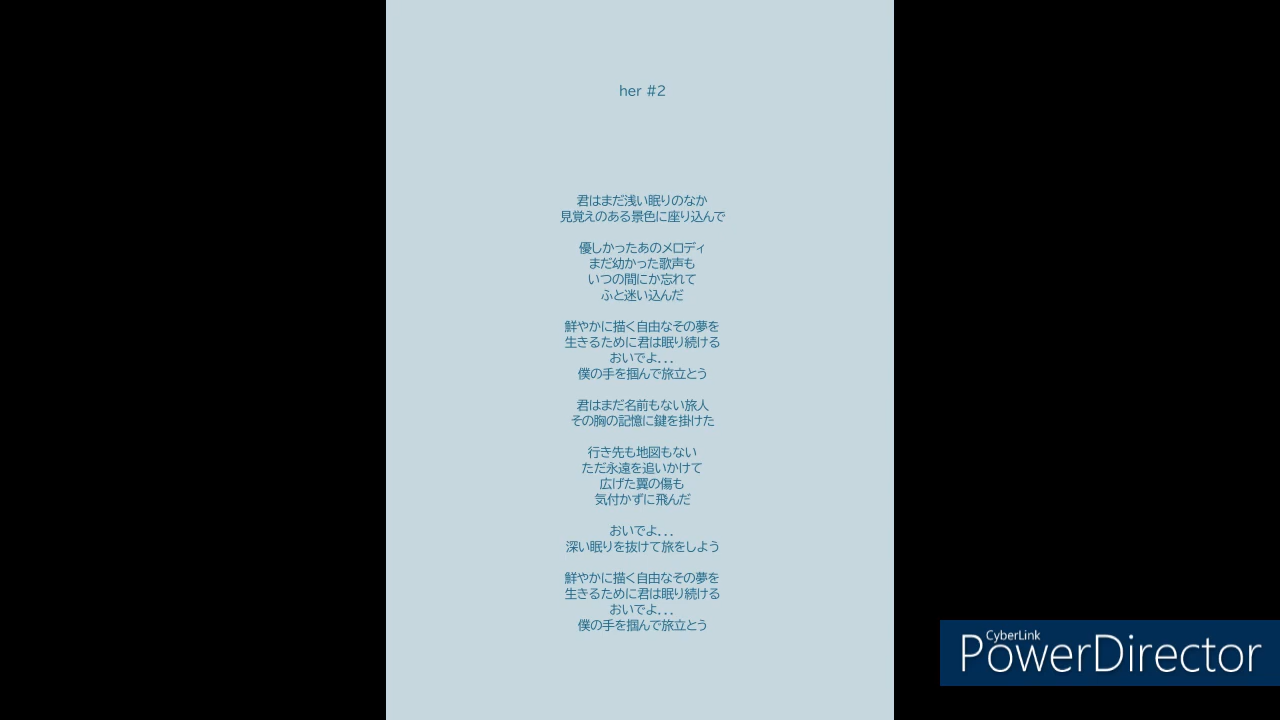 her #2
君はまだ浅い眠りのなか
見覚えのある景色に座り込んで
優しかったあのメロディ
まだ幼かった歌声も
いつの間にか忘れて
ふと迷い込んだ
鮮やかに描く自由なその夢を
生きるために君は眠り続ける
おいでよ...
僕の手を掴んで旅立とう
君はまだ名前もない旅人
その胸の記憶に鍵を掛けた
行き先も地図もない
ただ永遠を追いかけて
広げた翼の傷も
気付かずに飛んだ
おいでよ...
深い眠りを抜けて旅をしよう
鮮やかに描く自由なその夢を
生きるために君は眠り続ける
おいでよ...
僕の手を掴んで旅立とう
CyberLink
PowerDirector